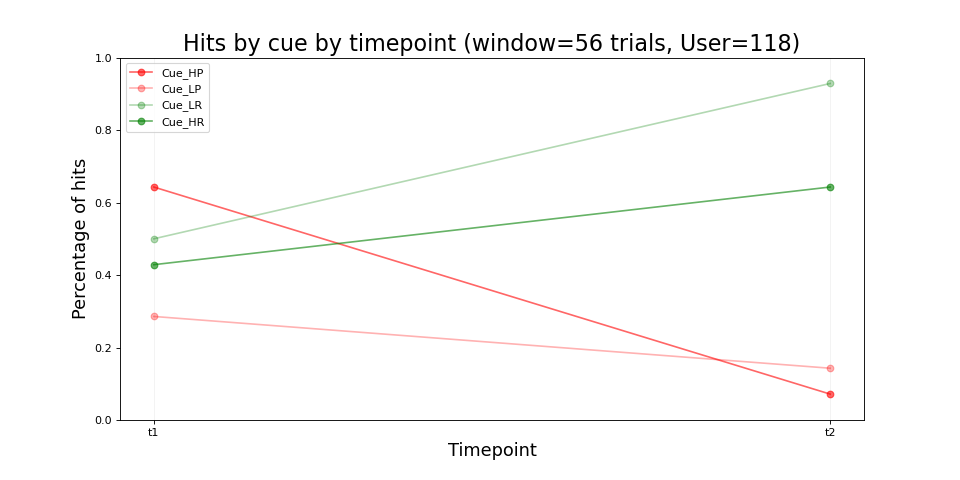 Hits by cue by timepoint (window=56 trials, User=118)
1.0
Cue_HP
Cue_LP
Cue_LR
Cue_HR
0.8
0.6
0.4
0.2
0.0
Percentage of hits
t1
t2
Timepoint